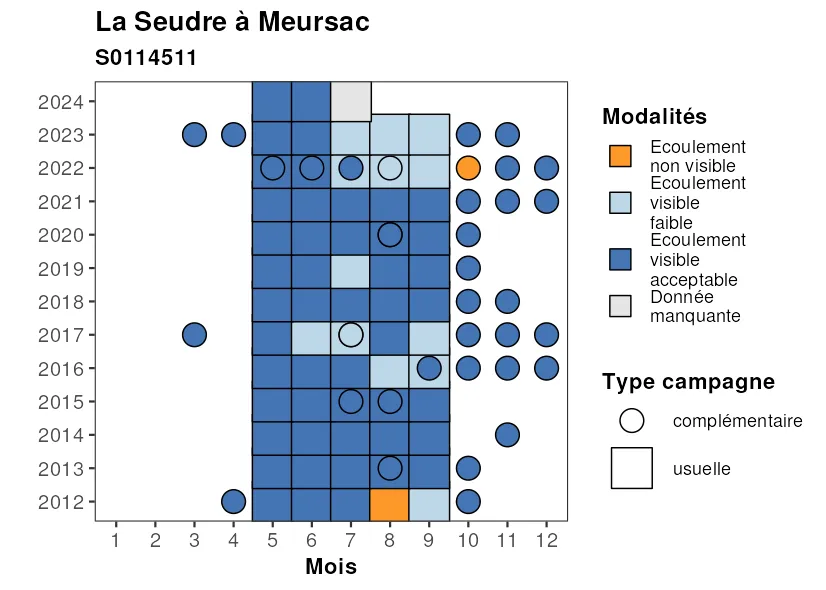 La Seudre à Meursac
S0114511
2024
2023
2022
2021
2020
2019
2018
2017
2016
2015
2014
2013
2012
1 2 3 4 5 6 7 8 9 10 11 12
Mois
Modalités
Ecoulement
non visible
Ecoulement
visible
faible
Ecoulement
visible
acceptable
Donnée
manquante
Type campagne
complémentaire
usuelle